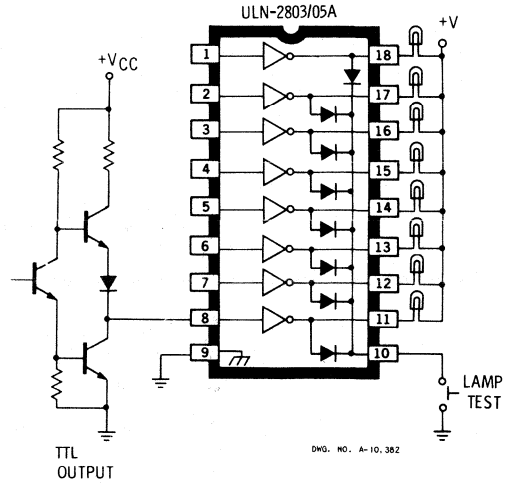 ULN-2803/05A
+V
+VCC
1
2
3
4
5
6
7
8
9
18
17
16
15
14
13
12
11
10
LAMP
TEST
TTL
OUTPUT
DWG. NO. A-10,382